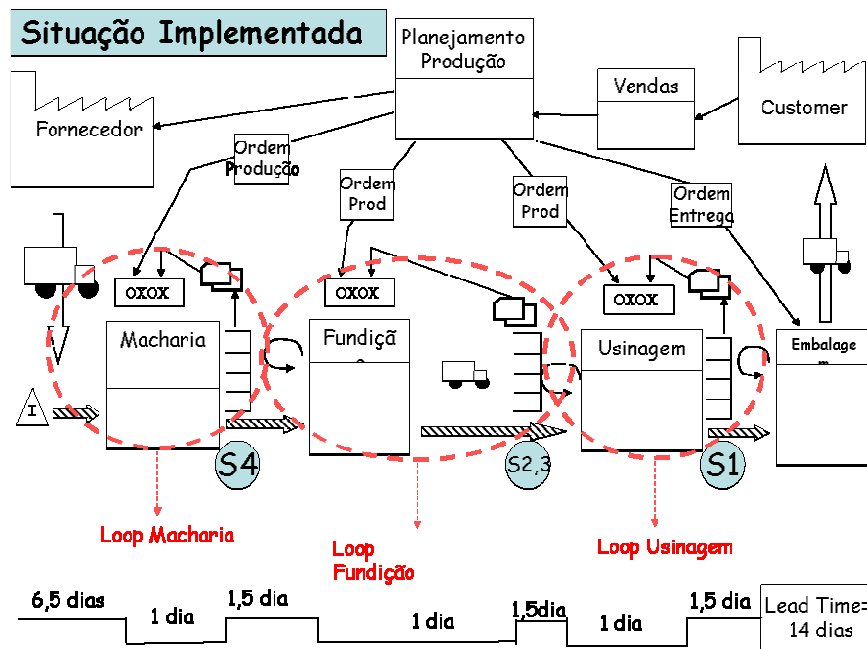 Situação Implementada
Planejamento
Produção
Vendas
Customer
Fornecedor
Ordem
Produção
Ordem
Prod
Ordem
Prod
Ordem
Entrega
OXOX
OXOX
OXOX
Macharia
Fundiçã
Usinagem
Embalage
I
S4
S2,3
S1
Loop Macharia
Loop
Fundição
Loop Usinagem
6,5 dias
1 dia
1,5 dia
1 dia
1,5dia
1 dia
1,5 dia
Lead Time=
14 dias